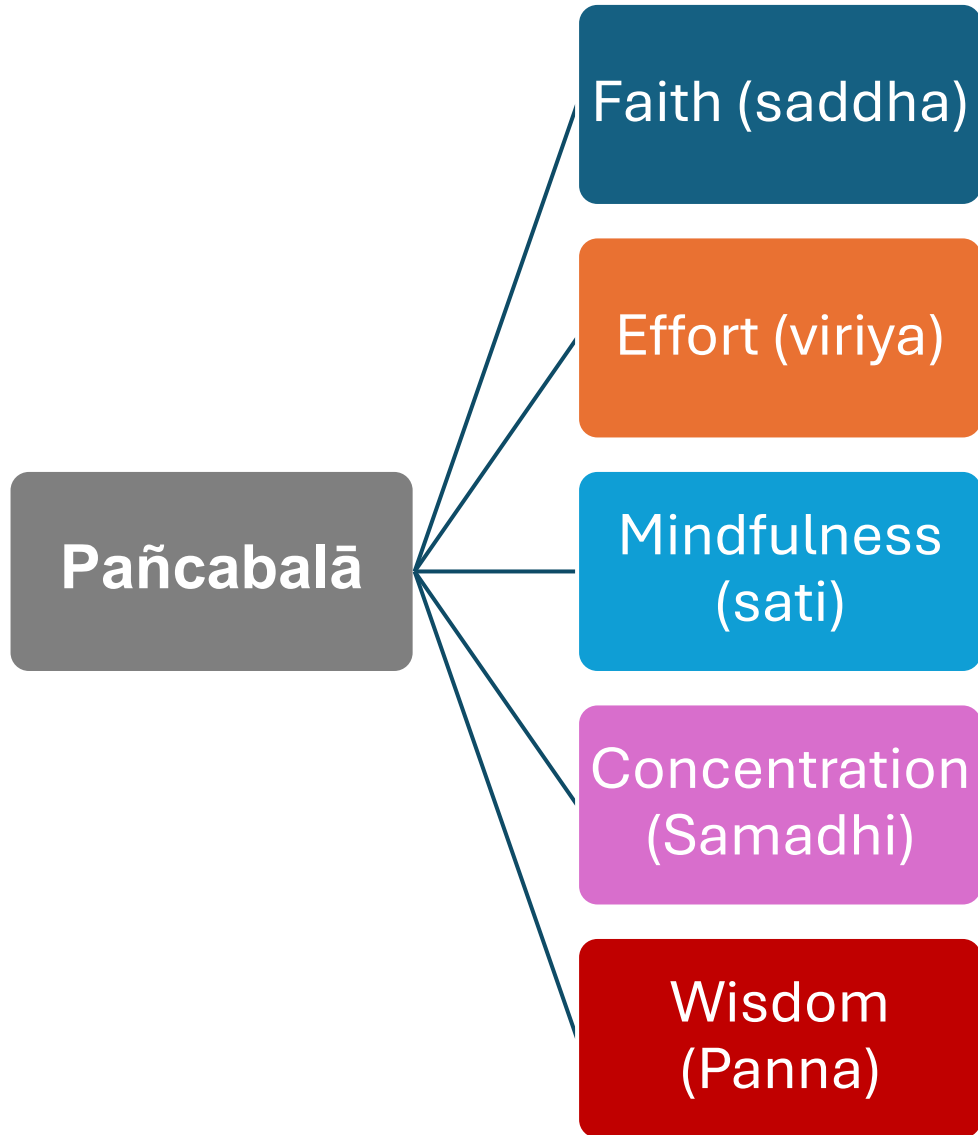 Faith (saddha)
Effort (viriya)
Pañcabalā
Mindfulness
(sati)
Concentration
(Samadhi)
Wisdom
(Panna)